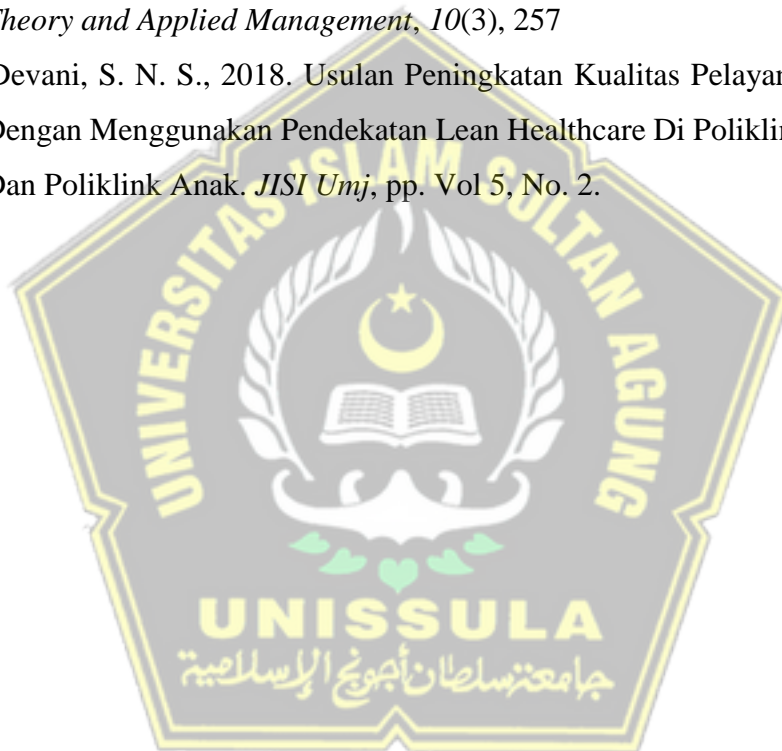 Theory and Applied Management, 10(3), 257
Devani, S. N. S., 2018. Usulan Peningkatan Kualitas Pelayan
Dengan Menggunakan Pendekatan Lean Healthcare Di Poliklin
Dan Poliklink Anak. JISI Umj, pp. Vol 5, No. 2.
UNIVERSITAS ISLAM SULTAN AGUNG
UNISSULA
جامعة سلطان أجونج الإسلامية